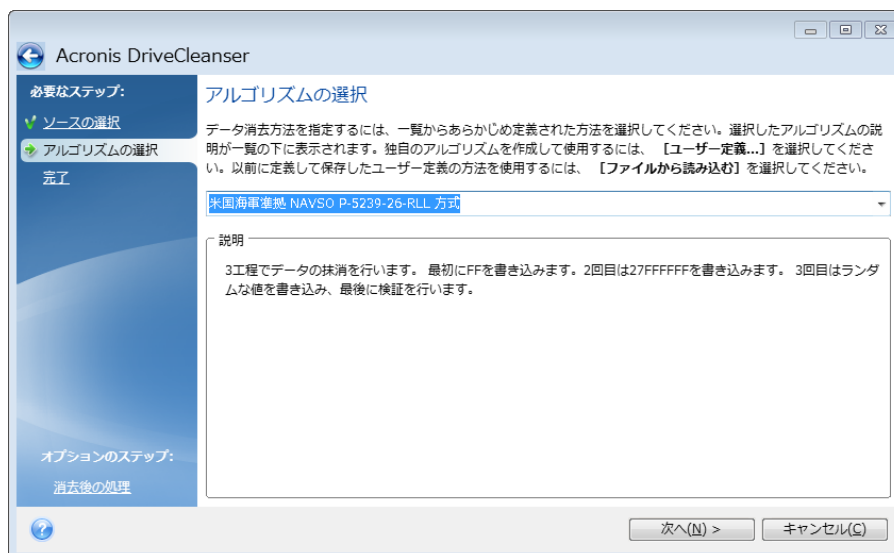 Acronis DriveCleanser
必要なステップ:
ソースの選択
アルゴリズムの選択
完了
オプションのステップ:
消去後の処理
アルゴリズムの選択
データ消去方法を指定するには、一覧からあらかじめ定義された方法を選択してください。選択したアルゴリズムの説
明が一覧の下に表示されます。独自のアルゴリズムを作成して使用するには、 [ユーザー定義...] を選択してくださ
い。以前に定義して保存したユーザー定義の方法を使用するには、 [ファイルから読み込む] を選択してください。
米国海軍準拠 NAVSO P-5239-26-RLL 方式
説明
3工程でデータの抹消を行います。 最初にFFを書き込みます。2回目は27FFFFFFを書き込みます。 3回目はランダ
ムな値を書き込み、最後に検証を行います。
次へ(N) >
キャンセル(C)